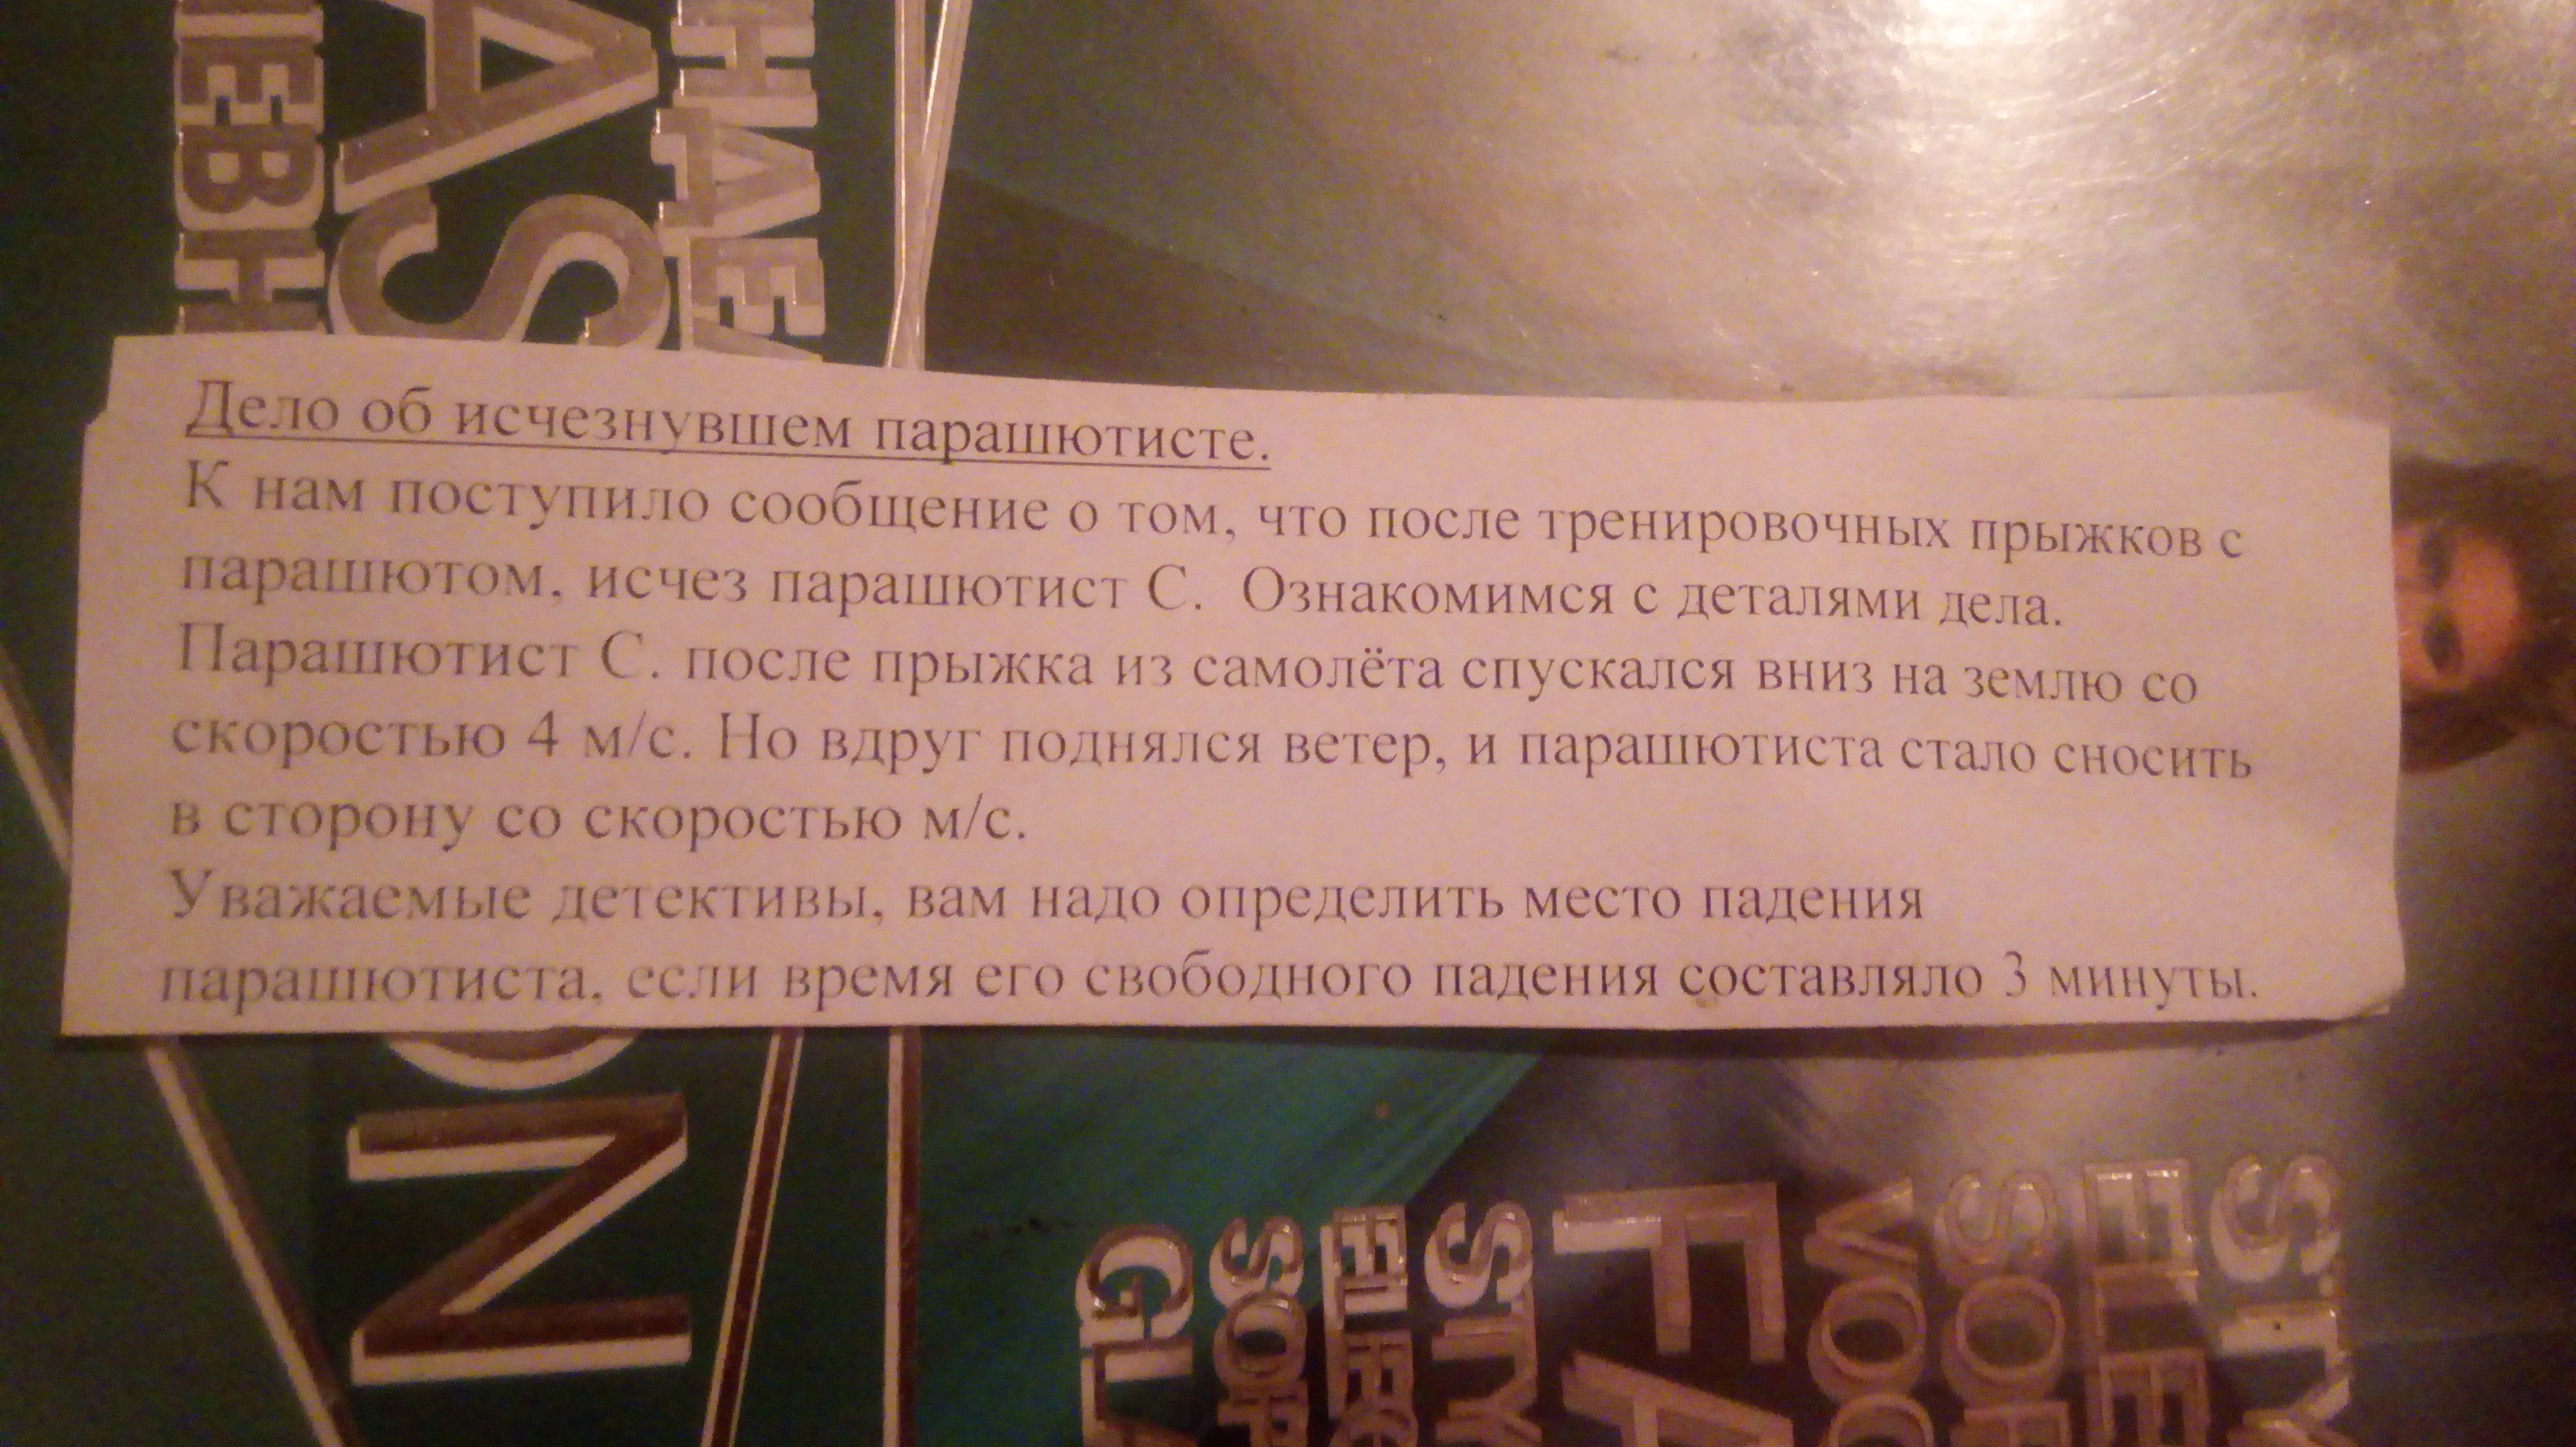 Дело об исчезнувшем парашютисте.
К нам поступило сообщение о том, что после тренировочных прыжков с
парашютом, исчез парашютист С. Ознакомимся с деталями дела.
Парашютист С. после прыжка из самолёта спускался вниз на землю со
скоростью 4 м/с. Но вдруг поднялся ветер, и парашютиста стало сносить
в сторону со скоростью м/с.
Уважаемые детективы, вам надо определить место падения
парашютиста, если время его свободного падения составляло 3 минуты.